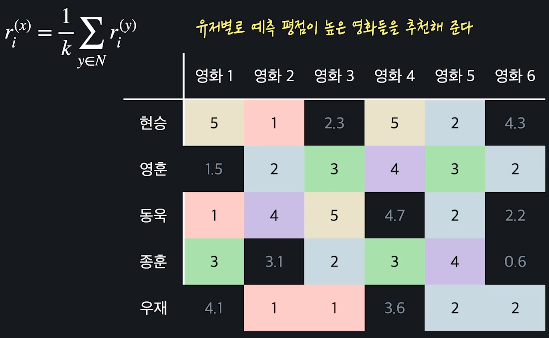 r_i^{(x)} = \frac{1}{k} \sum_{y \in N} r_i^{(y)}
유저별로 예측 평점이 높은 영화들을 추천해 준다
영화 1 영화 2 영화 3 영화 4 영화 5 영화 6
현승 5 1 2.3 5 2 4.3
영훈 1.5 2 3 4 3 2
동욱 1 4 5 4.7 2 2.2
종훈 3 3.1 2 3 4 0.6
우재 4.1 1 1 3.6 2 2